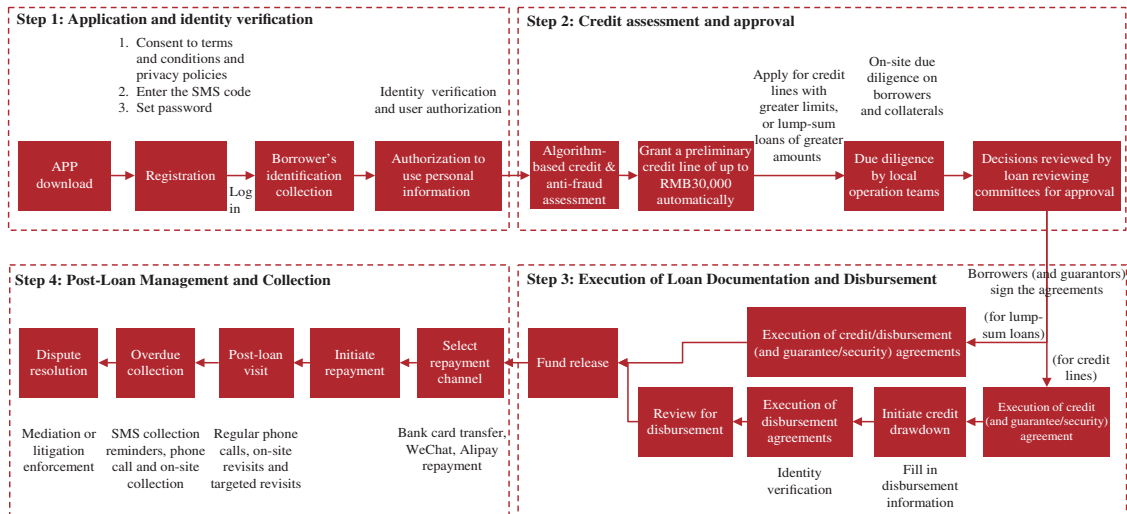 Step 1: Application and identity verification
1. Consent to terms
and conditions and
privacy policies
2. Enter the SMS code
3. Set password
Identity verification
and user authorization
APP
download
Registration
Log
in
Borrower's
identification
collection
Authorization to
use personal
information
Step 2: Credit assessment and approval
Apply for credit
lines with
greater limits,
or lump-sum
loans of greater
amounts
On-site due
diligence on
borrowers
and collaterals
Algorithm-
based credit &
anti-fraud
assessment
Grant a preliminary
credit line of up to
RMB30,000
automatically
Due diligence
by local
operation teams
Decisions reviewed by
loan reviewing
committees for approval
Step 3: Execution of Loan Documentation and Disbursement
Borrowers (and guarantors)
sign the agreements
(for lump-
sum loans)
(for credit
lines)
Execution of credit/disbursement
(and guarantee/security) agreements
Fund release
Review for
disbursement
Execution of
disbursement
agreements
Initiate credit
drawdown
Execution of credit
(and guarantee/security)
agreement
Identity
verification
Fill in
disbursement
information
Step 4: Post-Loan Management and Collection
Dispute
resolution
Overdue
collection
Post-loan
visit
Initiate
repayment
Select
repayment
channel
Mediation or
litigation
enforcement
SMS collection
reminders, phone
call and on-site
collection
Regular phone
calls, on-site
revisits and
targeted revisits
Bank card transfer,
WeChat, Alipay
repayment